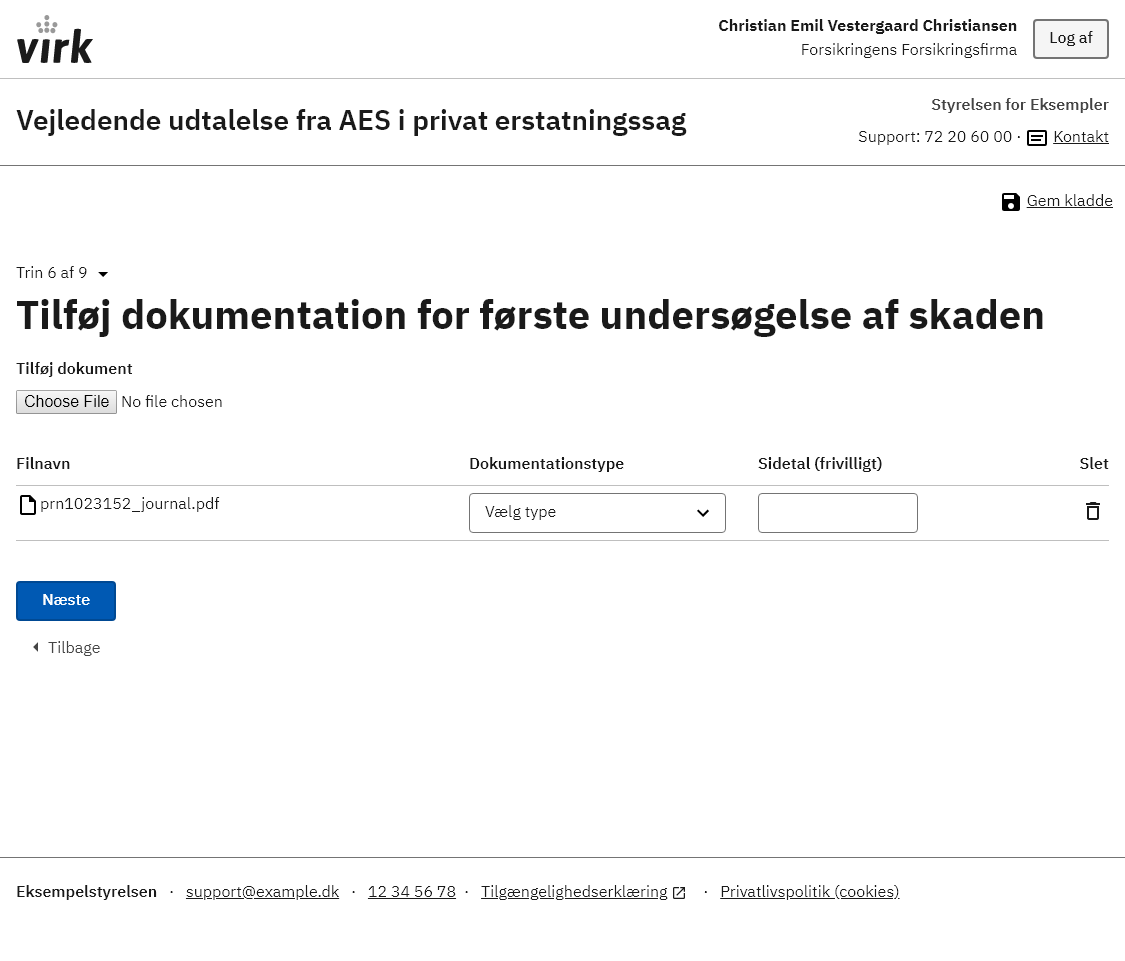 virk
Christian Emil Vestergaard Christiansen
Forsikringens Forsikringsfirma
Log af
Vejledende udtalelse fra AES i privat erstatningssag
Styrelsen for Eksempler
Support: 72 20 60 00 · Kontakt
Gem kladde
Trin 6 af 9
Tilføj dokumentation for første undersøgelse af skaden
Tilføj dokument
Choose File No file chosen
Filnavn Dokumentationstype Sidetal (frivilligt) Slet
prn1023152_journal.pdf Vælg type
Næste
Tilbage
Eksempelstyrelsen · support@example.dk · 12 34 56 78 · Tilgængelighedserklæring · Privatlivspolitik (cookies)